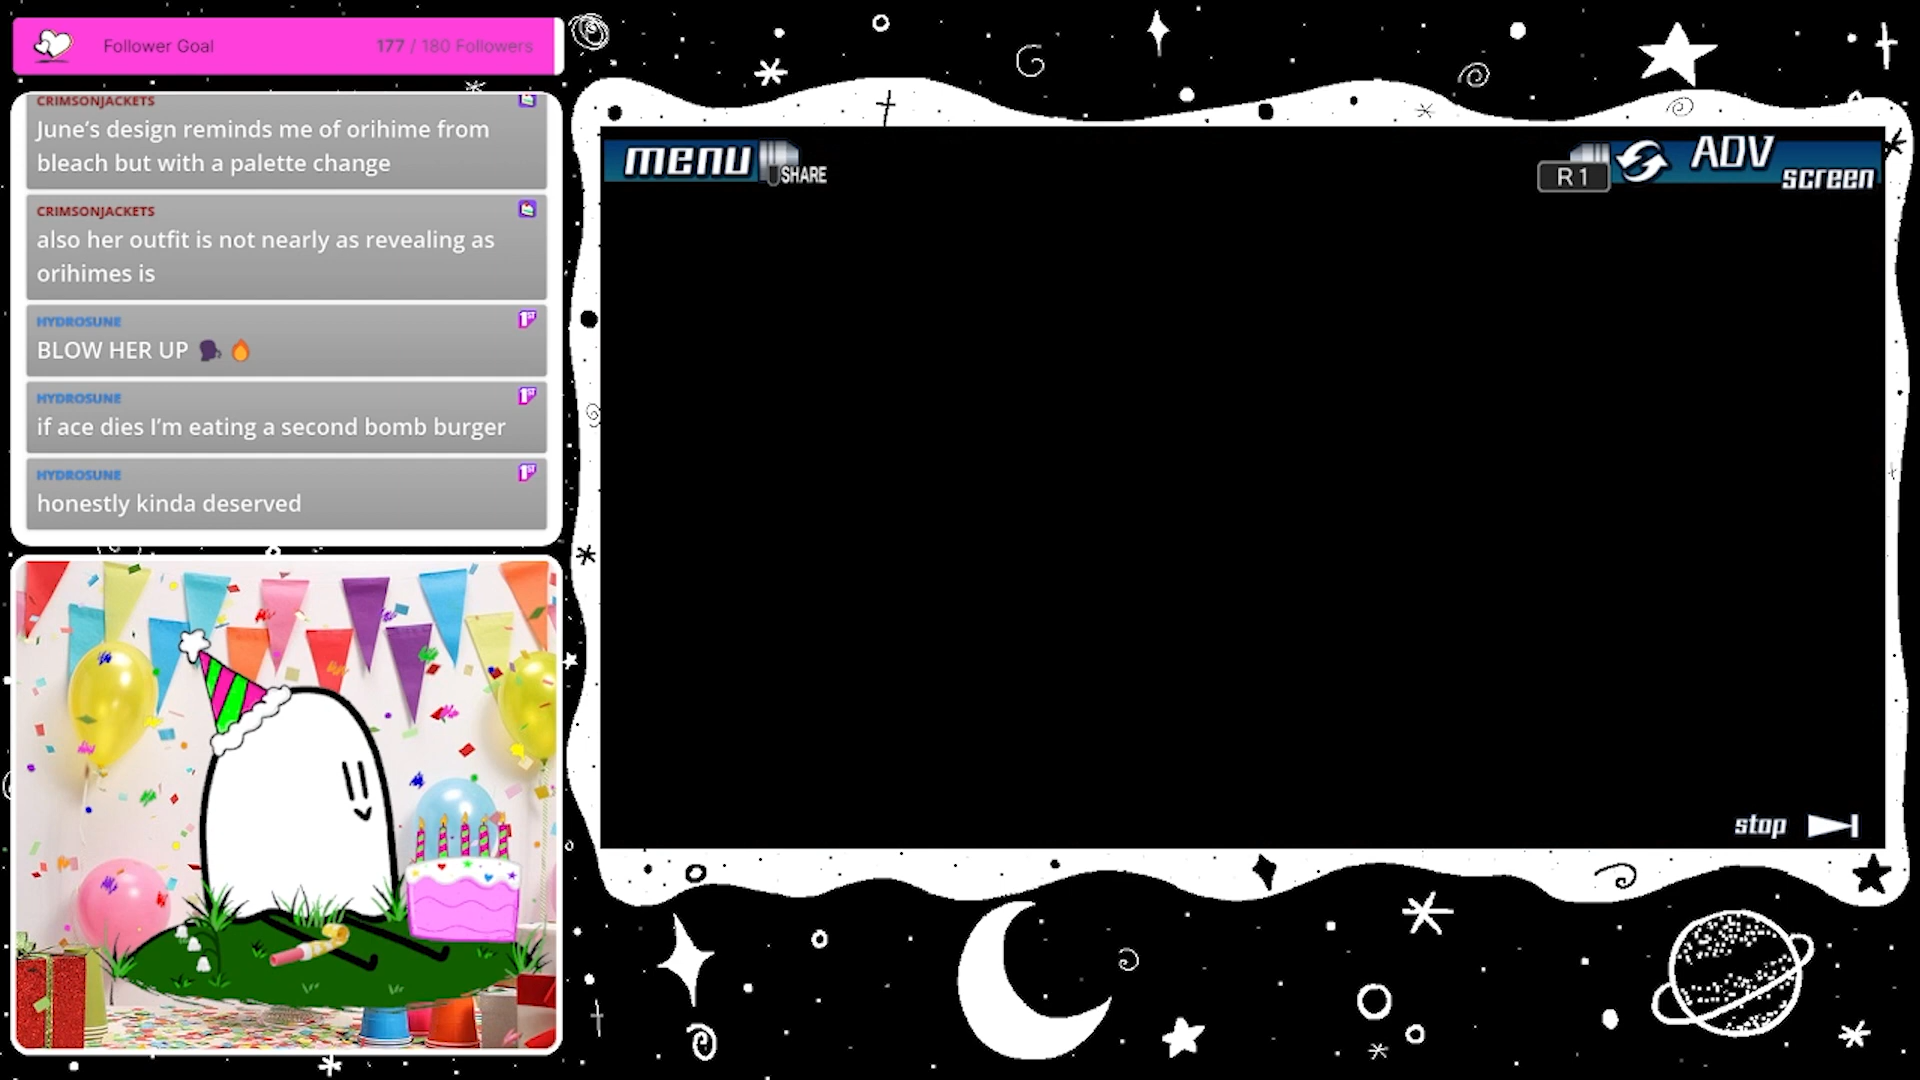 Follower Goal
177 / 180 Followers
CRIMSONJACKETS
June’s design reminds me of orihime from
bleach but with a palette change
CRIMSONJACKETS
also her outfit is not nearly as revealing as
orihimes is
HYDROSUNE
BLOW HER UP
HYDROSUNE
if ace dies I’m eating a second bomb burger
HYDROSUNE
honestly kinda deserved
menu
SHARE
R1
ADV
screen
stop